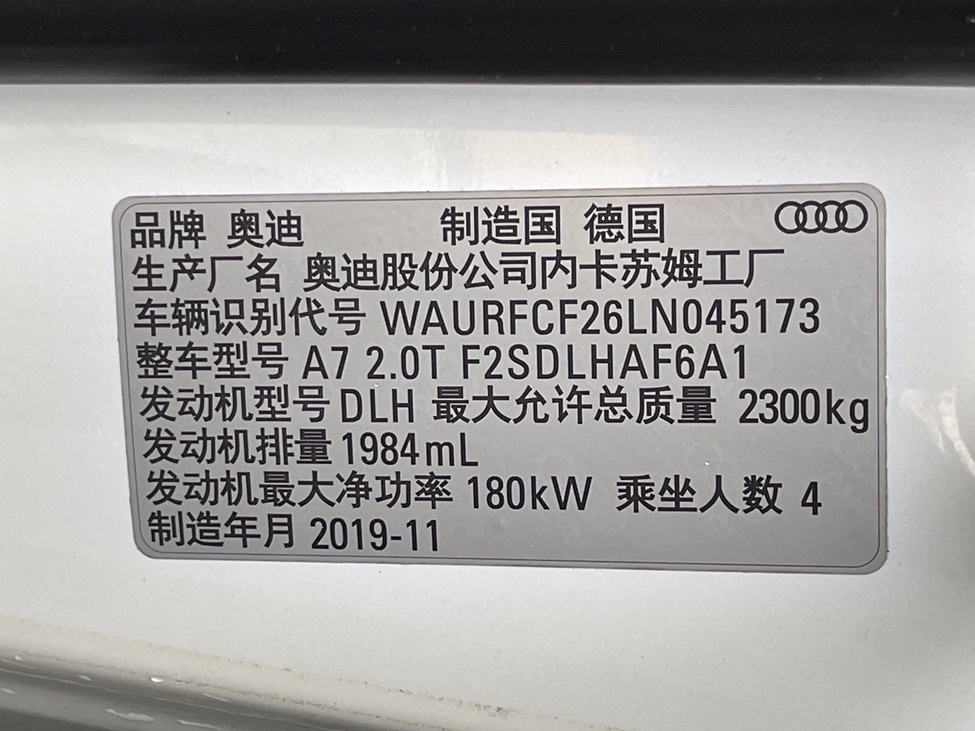 品牌 奥迪 制造国 德国
生产厂名 奥迪股份公司内卡苏姆工厂
车辆识别代号 WAURFCF26LN045173
整车型号 A7 2.0T F2SDLHAF6A1
发动机型号 DLH 最大允许总质量 2300kg
发动机排量 1984mL
发动机最大净功率 180kW 乘坐人数 4
制造年月 2019-11